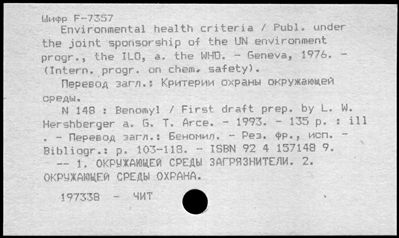 Шифр F-7357
Environmental health criteria / Publ. under
the joint sponsorship of the UN environment
progr., the ILO, a. the WHO. - Geneva, 1976. -
(Intern. progr. on chem. safety).
Перевод загл.: Критерии охраны окружающей
среды.
N 148 : Benomyl / First draft prep. by L. W.
Hershberger a. G. T. Arce. - 1993. - 135 p. : ill
. - Перевод загл.: Беномил. - Рез. фр., исп. -
Bibliogr.: p. 103-118. - ISBN 92 4 157148 9.
-- 1. ОКРУЖАЮЩЕЙ СРЕДЫ ЗАГРЯЗНИТЕЛИ. 2.
ОКРУЖАЮЩЕЙ СРЕДЫ ОХРАНА.
197338 - ЧИТ